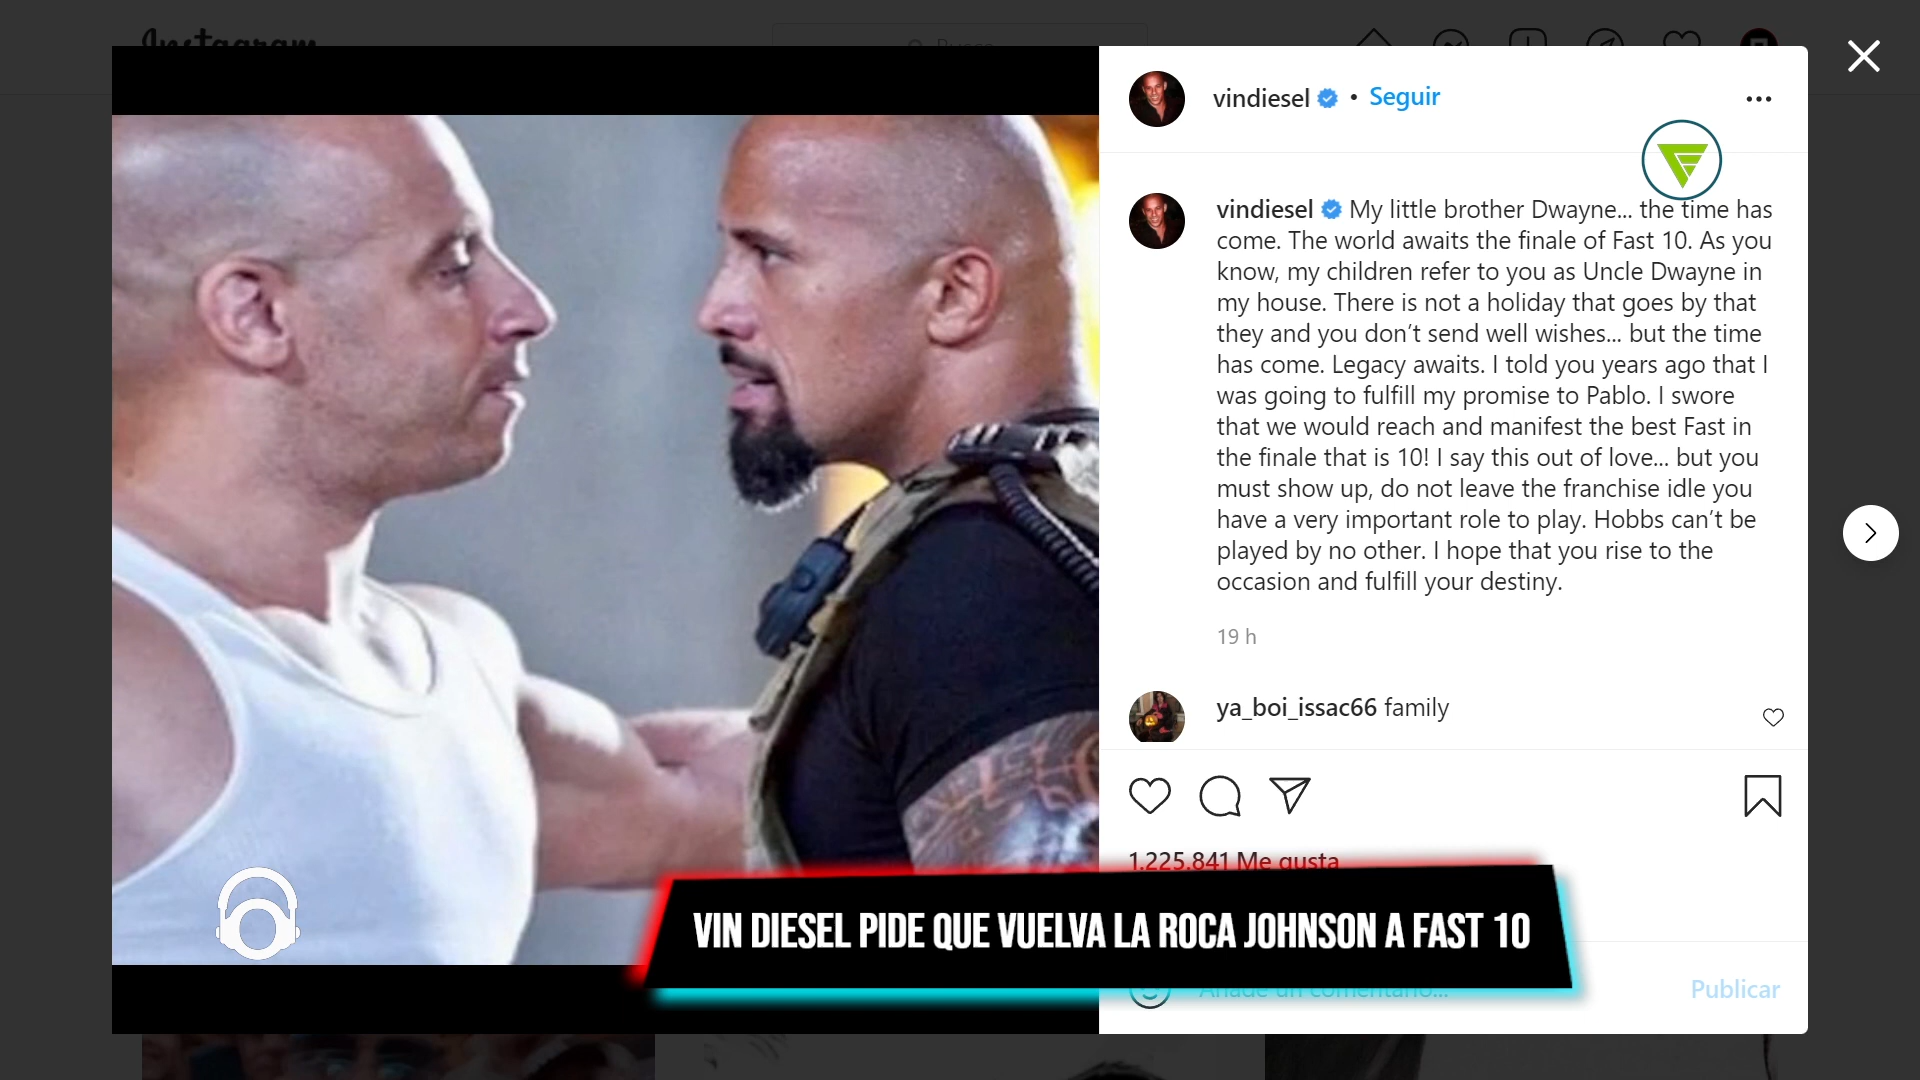 Instagram
Busca
vindiesel • Seguir
vindiesel My little brother Dwayne... the time has
come. The world awaits the finale of Fast 10. As you
know, my children refer to you as Uncle Dwayne in
my house. There is not a holiday that goes by that
they and you don’t send well wishes... but the time
has come. Legacy awaits. I told you years ago that I
was going to fulfill my promise to Pablo. I swore
that we would reach and manifest the best Fast in
the finale that is 10! I say this out of love... but you
must show up, do not leave the franchise idle you
have a very important role to play. Hobbs can’t be
played by no other. I hope that you rise to the
occasion and fulfill your destiny.
19 h
ya_boi_issac66 family
1.225.841 Me gusta
VIN DIESEL PIDE QUE VUELVA LA ROCA JOHNSON A FAST 10
Añade un comentario...
Publicar